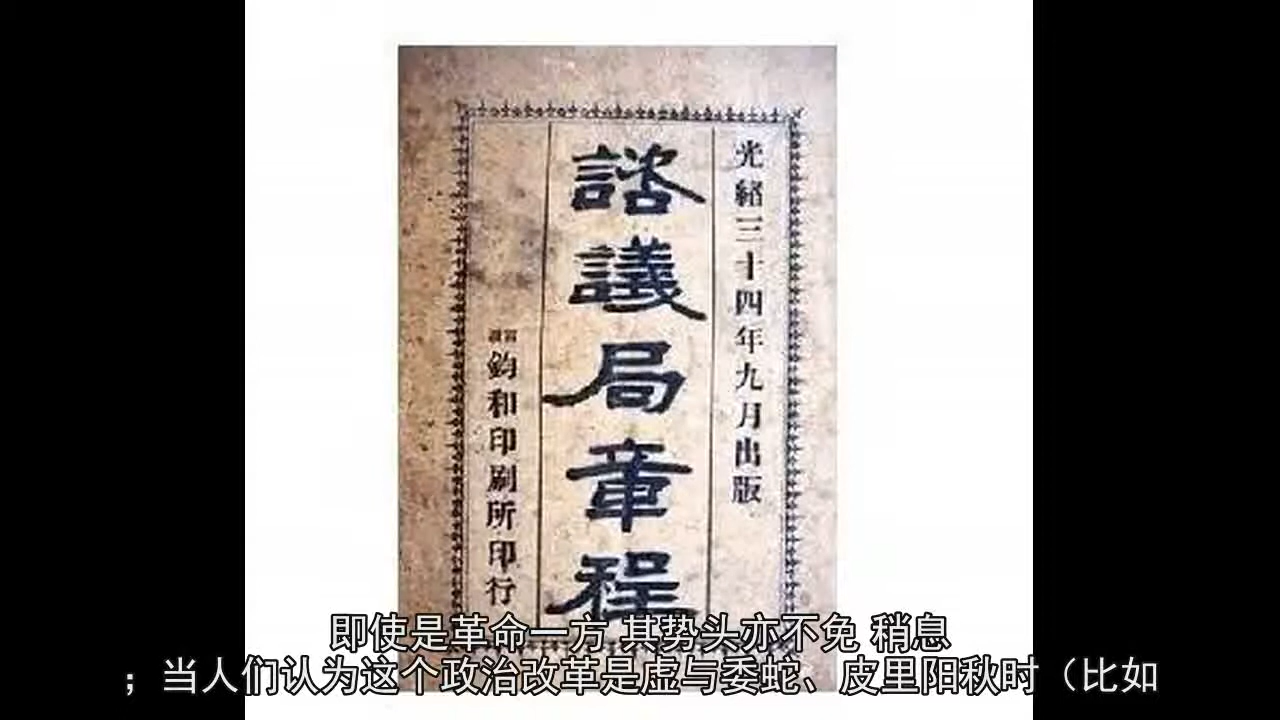 光緒三十四年九月出版
諮議局章程
鈞和印刷所印行
即使是革命一方 其势头亦不免 稍息
；当人们认为这个政治改革是虚与委蛇、皮里阳秋时（比如